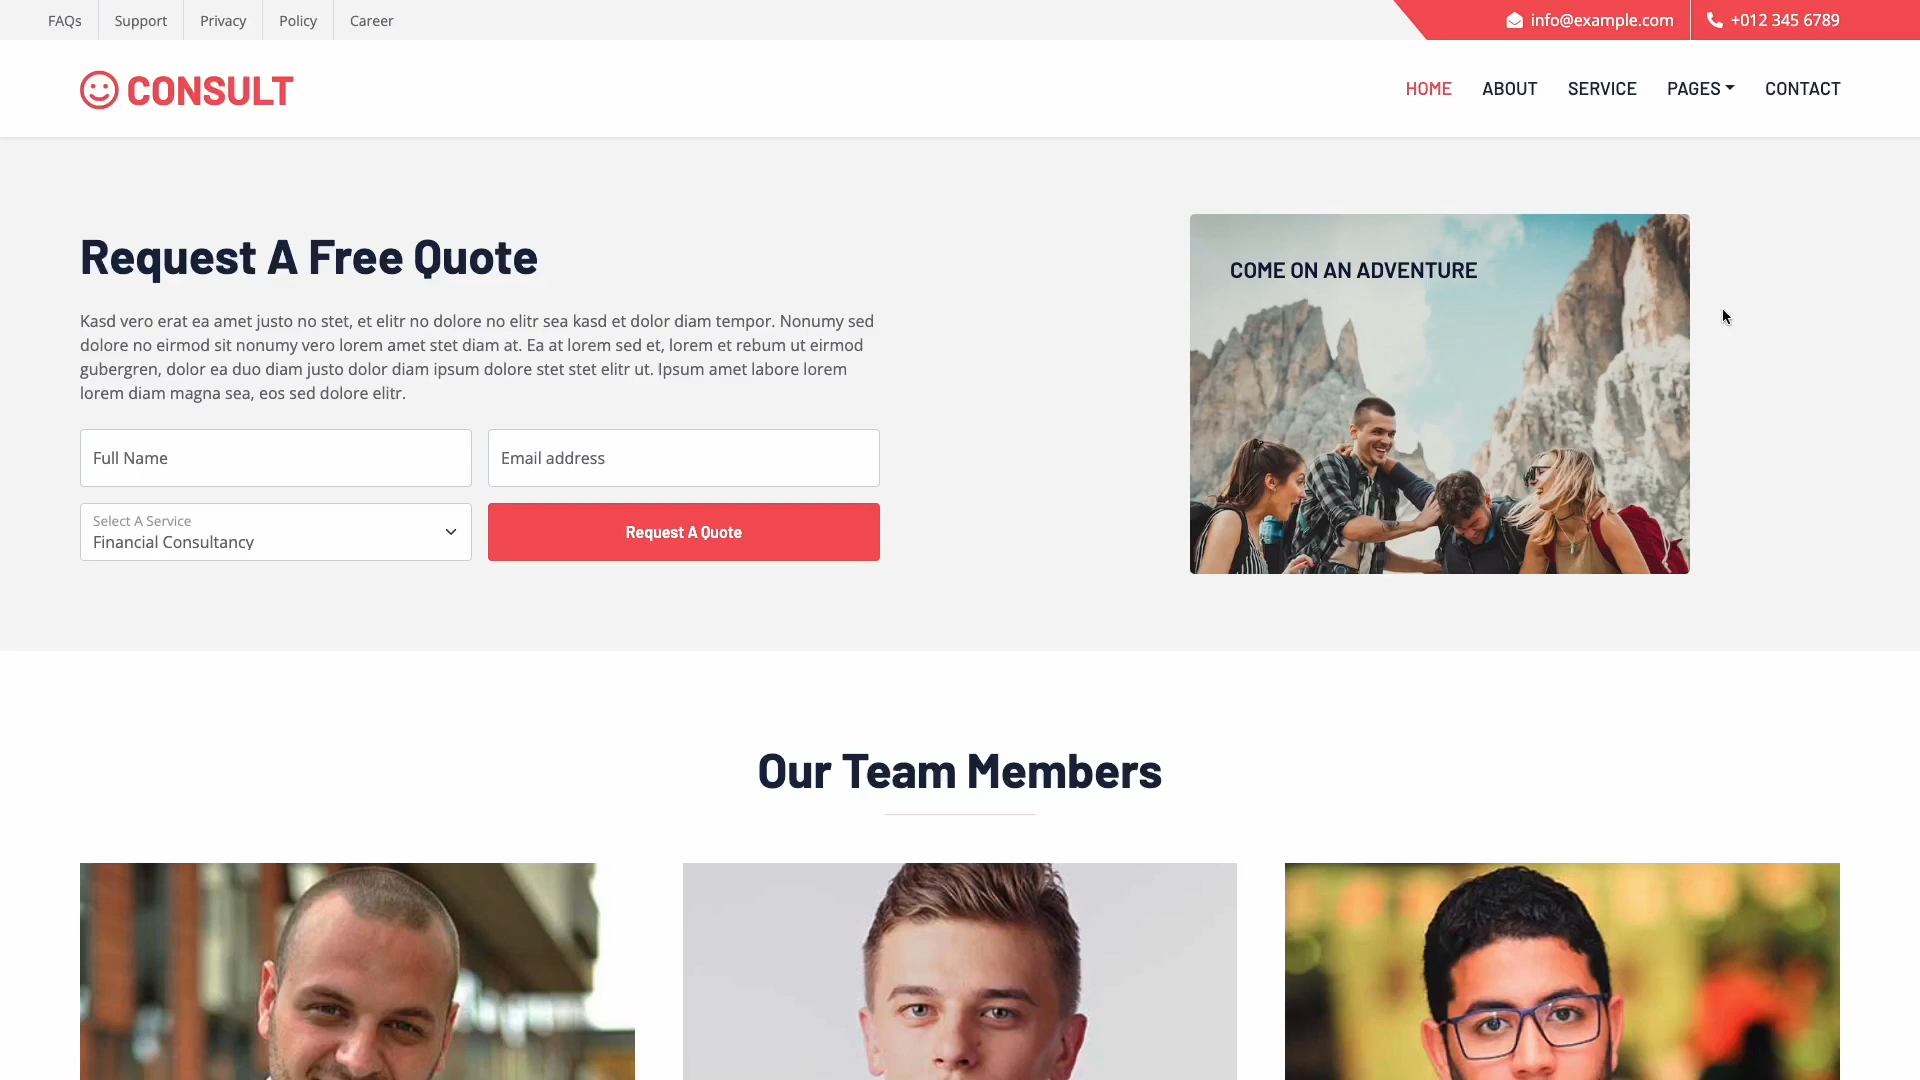 FAQs Support Privacy Policy Career info@example.com +012 345 6789
CONSULT HOME ABOUT SERVICE PAGES CONTACT
Request A Free Quote
Kasd vero erat ea amet justo no stet, et elitr no dolore no elitr sea kasd et dolor diam tempor. Nonumy sed
dolore no eirmod sit nonumy vero lorem amet stet diam at. Ea at lorem sed et, lorem et rebum ut eirmod
gubergren, dolor ea duo diam justo dolor diam ipsum dolore stet stet elitr ut. Ipsum amet labore lorem
lorem diam magna sea, eos sed dolore elitr.
Full Name Email address
Select A Service
Financial Consultancy
Request A Quote
COME ON AN ADVENTURE
Our Team Members